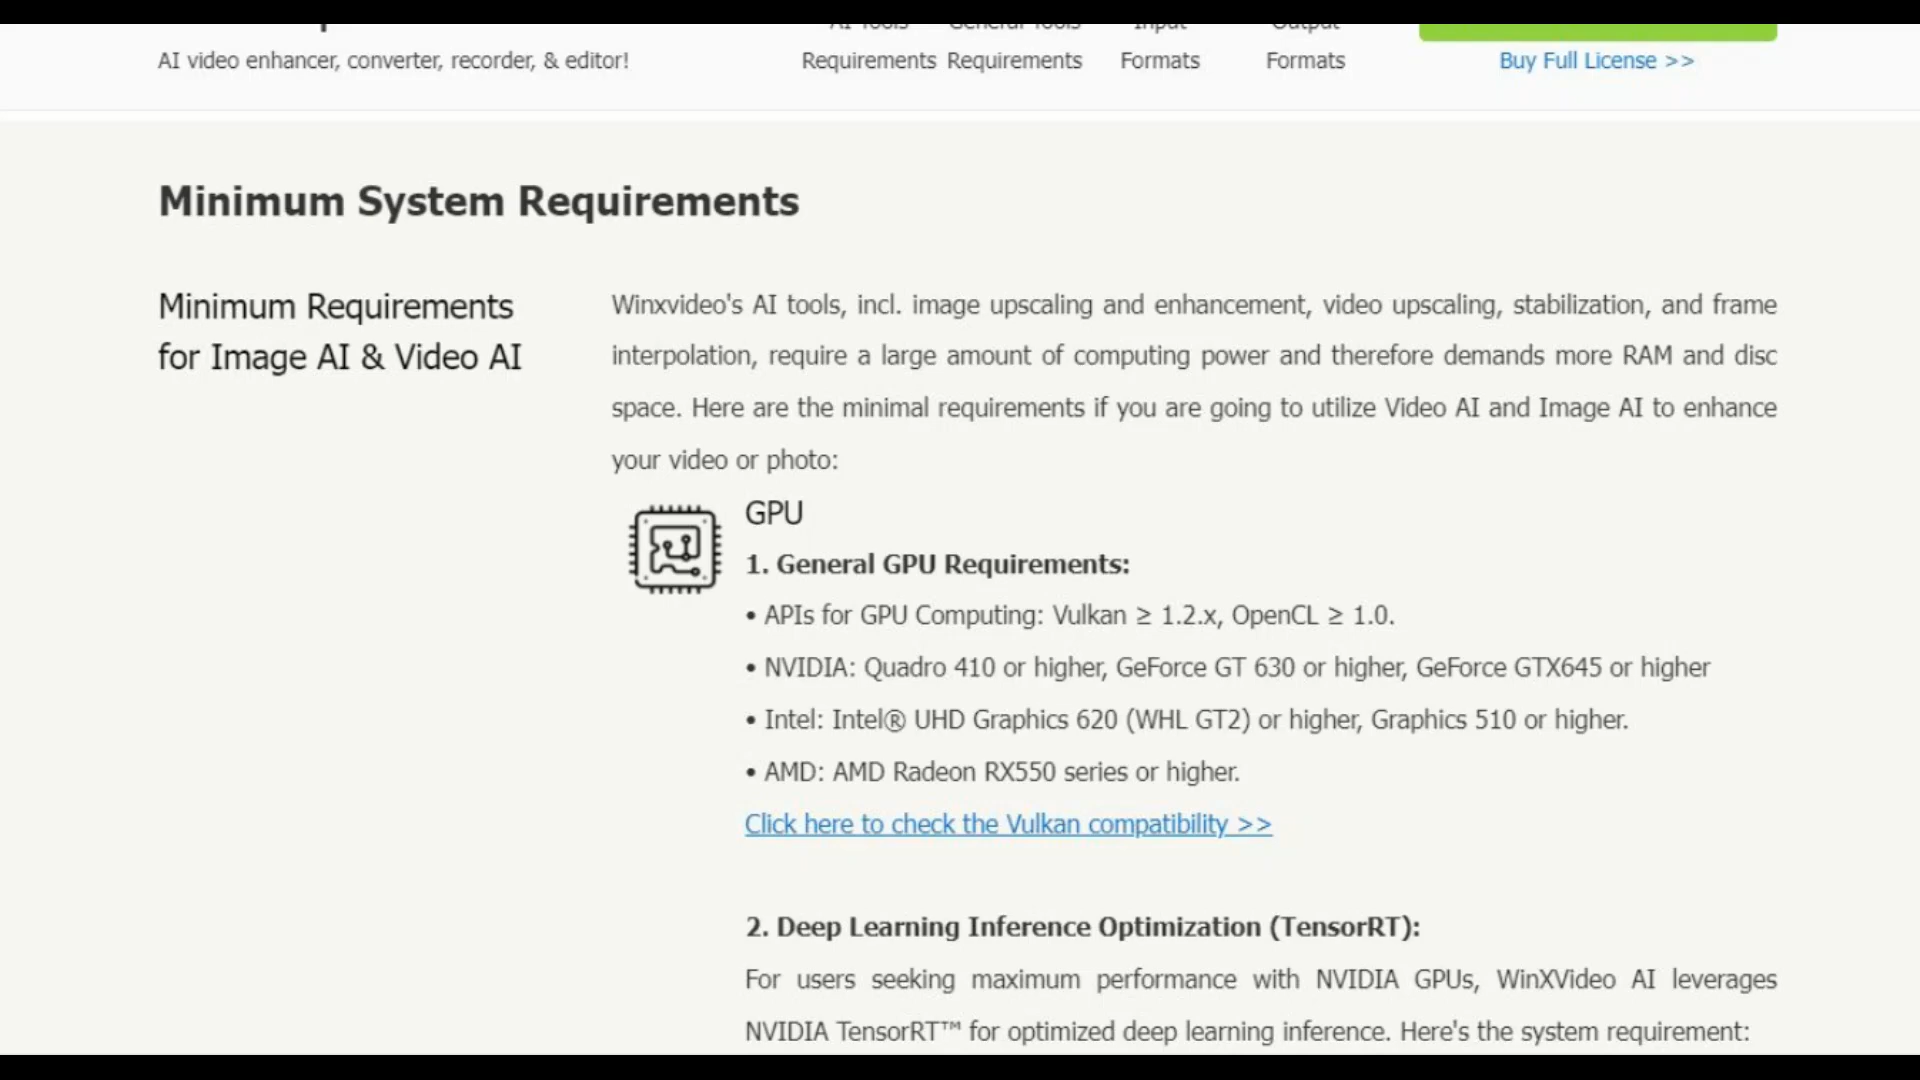 AI Tools General Tools Input Output
AI video enhancer, converter, recorder, & editor! Requirements Requirements Formats Formats Buy Full License >>
Minimum System Requirements
Minimum Requirements
for Image AI & Video AI
Winxvideo's AI tools, incl. image upscaling and enhancement, video upscaling, stabilization, and frame
interpolation, require a large amount of computing power and therefore demands more RAM and disc
space. Here are the minimal requirements if you are going to utilize Video AI and Image AI to enhance
your video or photo:
GPU
1. General GPU Requirements:
• APIs for GPU Computing: Vulkan ≥ 1.2.x, OpenCL ≥ 1.0.
• NVIDIA: Quadro 410 or higher, GeForce GT 630 or higher, GeForce GTX645 or higher
• Intel: Intel® UHD Graphics 620 (WHL GT2) or higher, Graphics 510 or higher.
• AMD: AMD Radeon RX550 series or higher.
Click here to check the Vulkan compatibility >>
2. Deep Learning Inference Optimization (TensorRT):
For users seeking maximum performance with NVIDIA GPUs, WinXVideo AI leverages
NVIDIA TensorRT™ for optimized deep learning inference. Here's the system requirement: